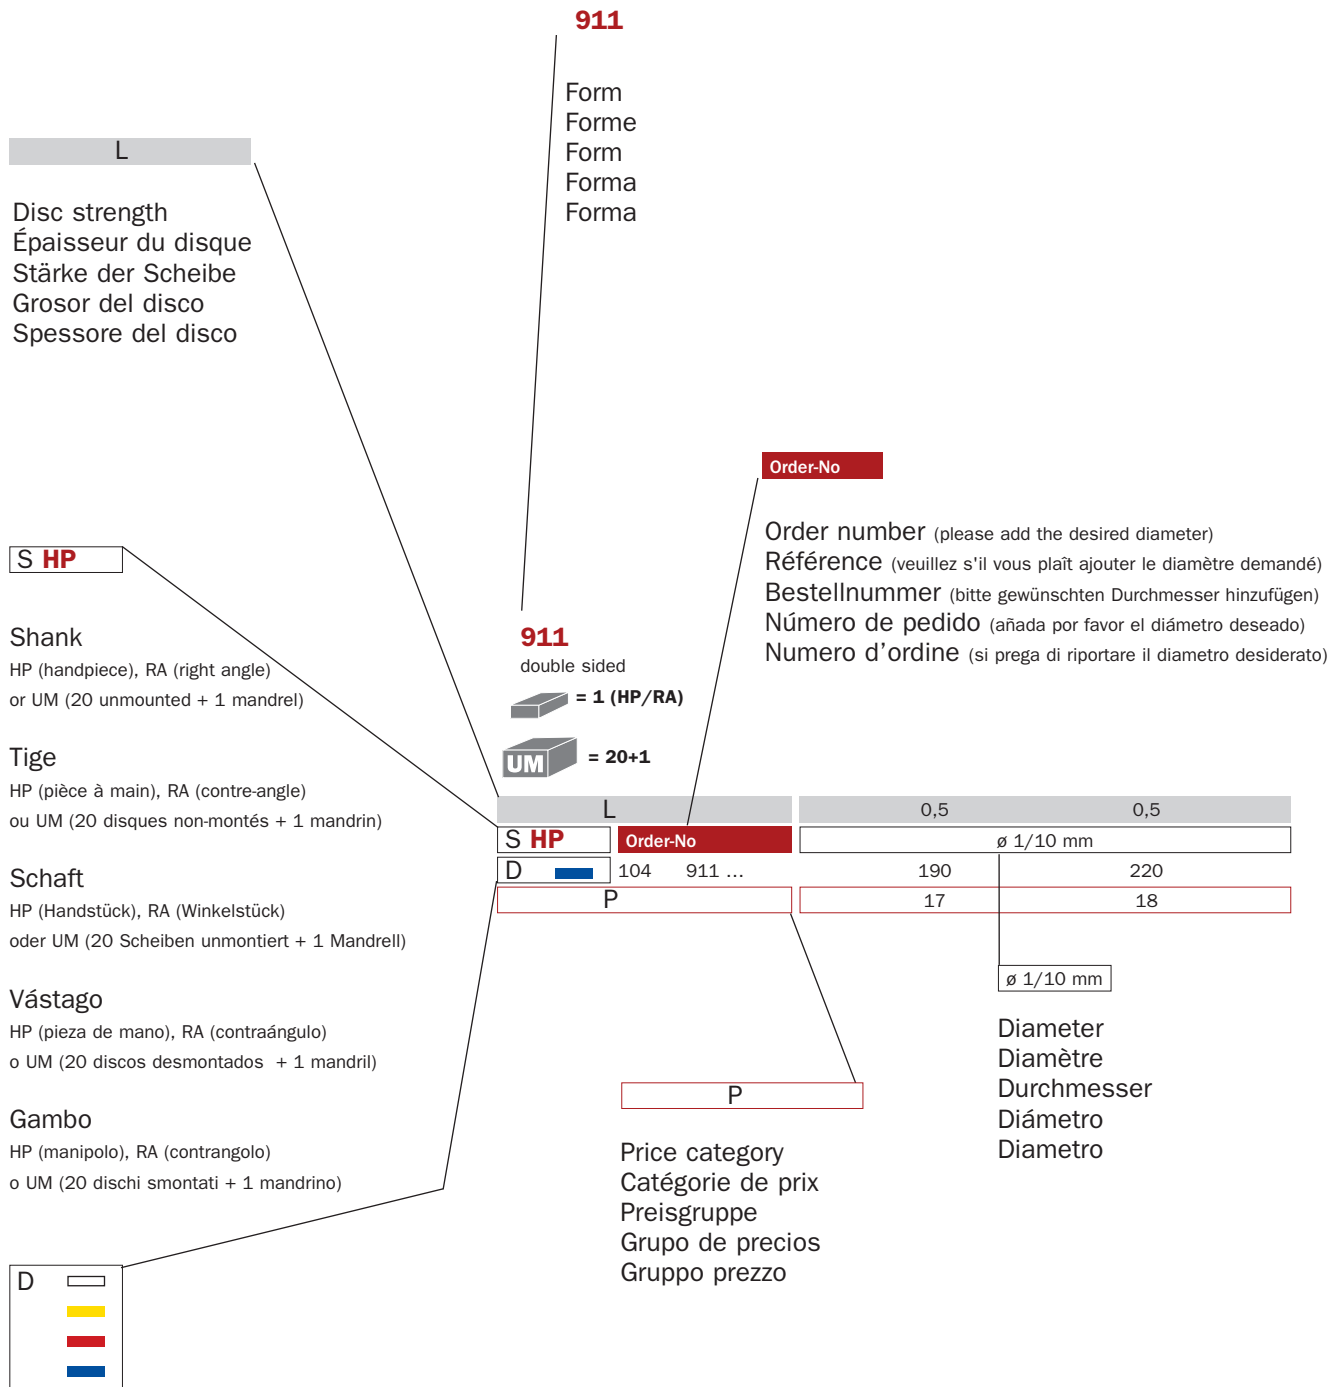 911
Form
Forme
Form
Forma
Forma
L
Disc strength
Épaisseur du disque
Stärke der Scheibe
Grosor del disco
Spessore del disco
Order-No
Order number (please add the desired diameter)
Référence (veuillez s'il vous plaît ajouter le diamètre demandé)
Bestellnummer (bitte gewünschten Durchmesser hinzufügen)
Número de pedido (añada por favor el diámetro deseado)
Numero d’ordine (si prega di riportare il diametro desiderato)
S HP
Shank
HP (handpiece), RA (right angle)
or UM (20 unmounted + 1 mandrel)
Tige
HP (pièce à main), RA (contre-angle)
ou UM (20 disques non-montés + 1 mandrin)
Schaft
HP (Handstück), RA (Winkelstück)
oder UM (20 Scheiben unmontiert + 1 Mandrell)
Vástago
HP (pieza de mano), RA (contraángulo)
o UM (20 discos desmontados + 1 mandril)
Gambo
HP (manipolo), RA (contrangolo)
o UM (20 dischi smontati + 1 mandrino)
911
double sided
= 1 (HP/RA)
UM = 20+1
L 0,5 0,5
S HP Order-No ø 1/10 mm
D 104 911 ... 190 220
P 17 18
ø 1/10 mm
Diameter
Diamètre
Durchmesser
Diámetro
Diametro
P
Price category
Catégorie de prix
Preisgruppe
Grupo de precios
Gruppo prezzo
D